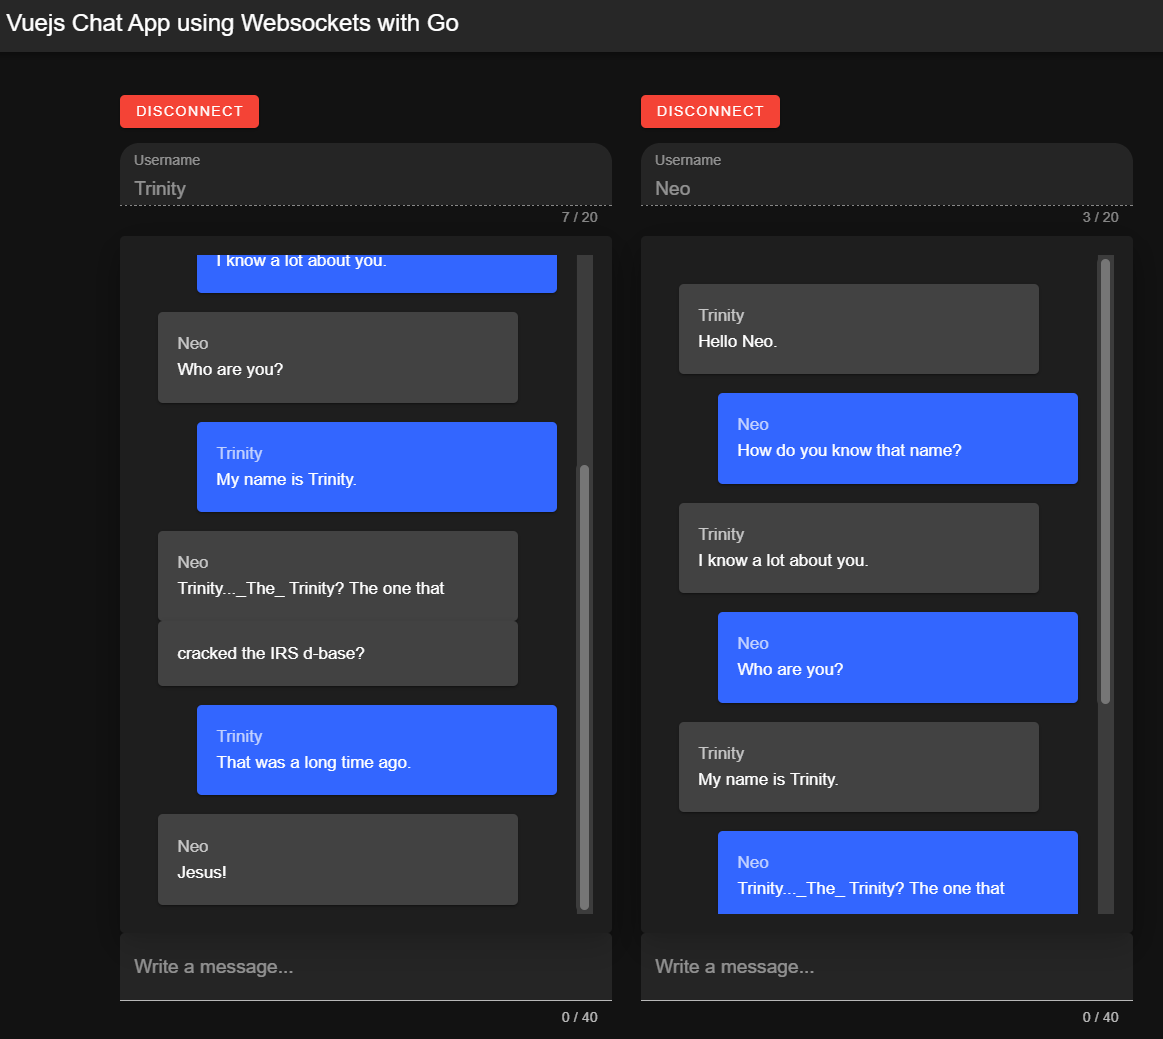 Vuejs Chat App using Websockets with Go
DISCONNECT
Username
Trinity
7 / 20
I know a lot about you.
Neo
Who are you?
Trinity
My name is Trinity.
Neo
Trinity..._The_ Trinity? The one that
cracked the IRS d-base?
Trinity
That was a long time ago.
Neo
Jesus!
Write a message...
0 / 40
DISCONNECT
Username
Neo
3 / 20
Trinity
Hello Neo.
Neo
How do you know that name?
Trinity
I know a lot about you.
Neo
Who are you?
Trinity
My name is Trinity.
Neo
Trinity..._The_ Trinity? The one that
Write a message...
0 / 40